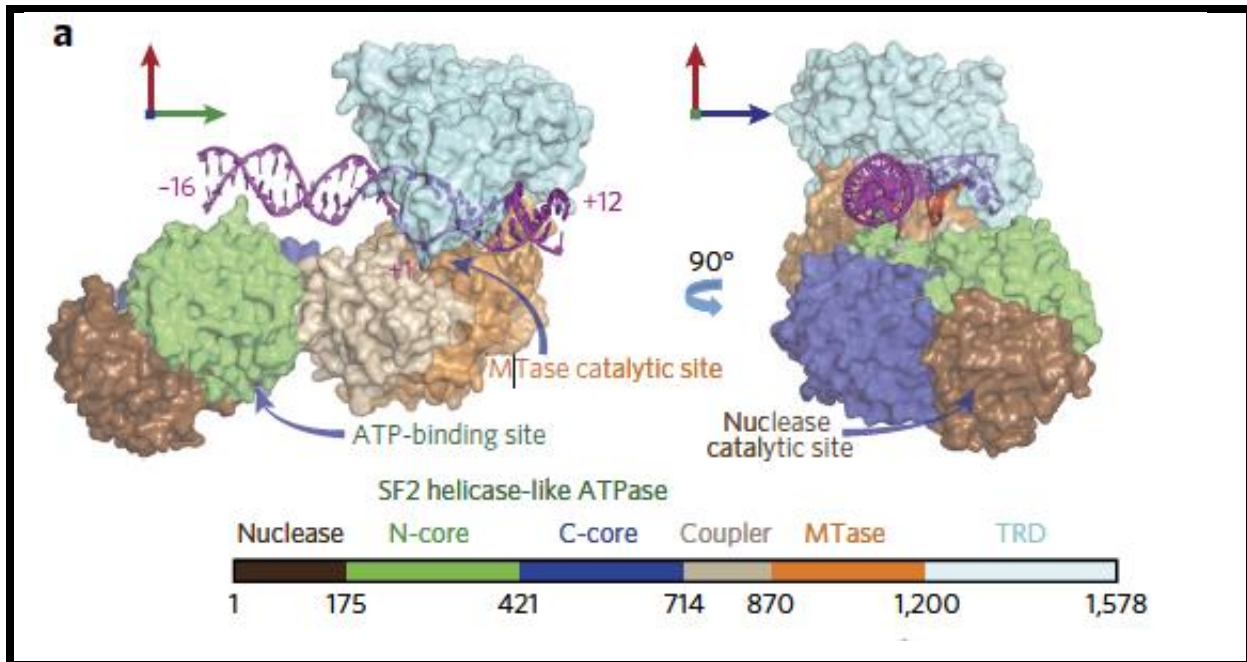 a
-16
+12
+1
90°
MTase catalytic site
ATP-binding site
Nuclease
catalytic site
SF2 helicase-like ATPase
Nuclease N-core C-core Coupler MTase TRD
1 175 421 714 870 1,200 1,578